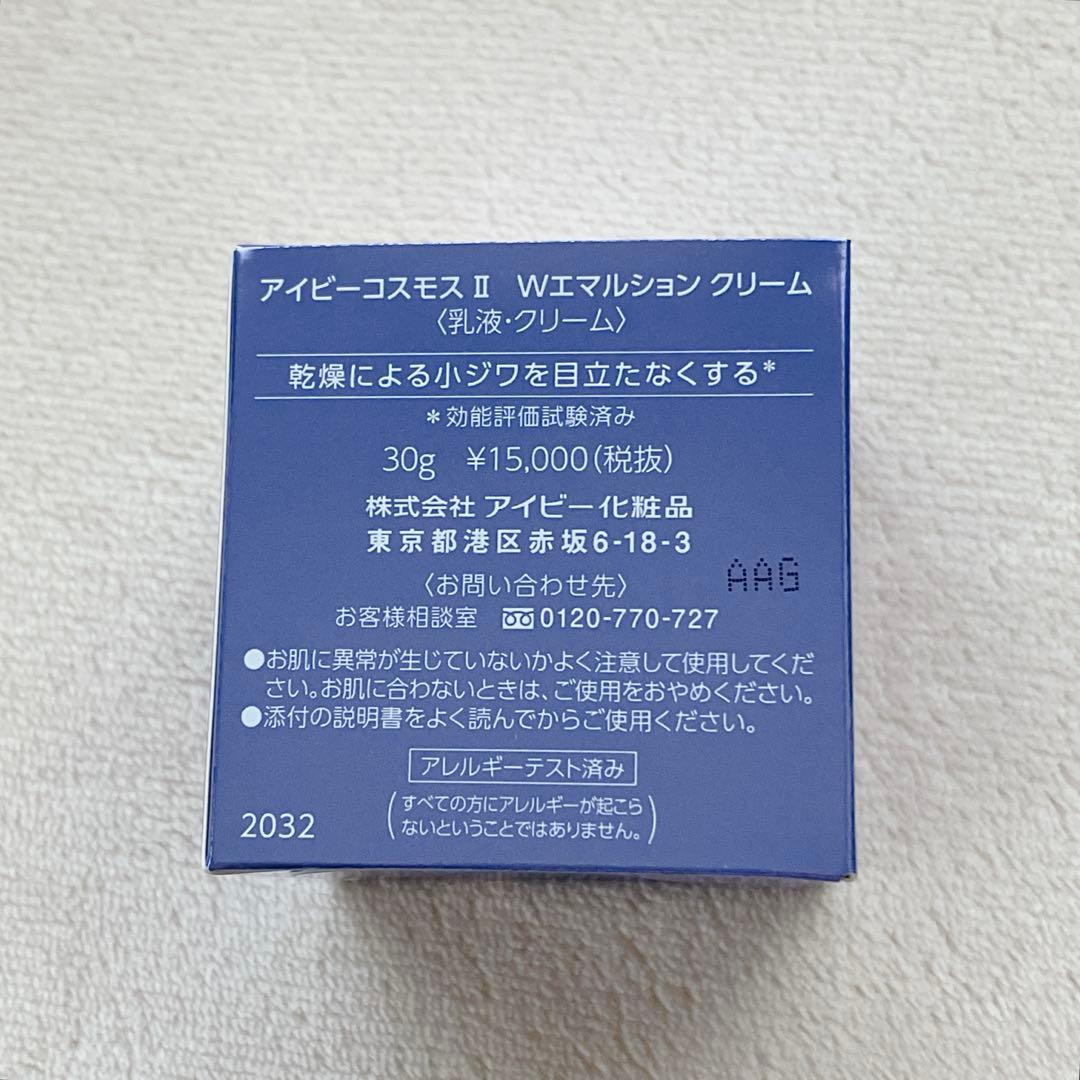 アイビーコスモス Ⅱ　Wエマルション クリーム
〈乳液・クリーム〉
乾燥による小ジワを目立たなくする*
*効能評価試験済み
30g　¥15,000(税抜)
株式会社 アイビー化粧品
東京都港区赤坂6-18-3
AAG
〈お問い合わせ先〉
お客様相談室 0120-770-727
●お肌に異常が生じていないかよく注意して使用してくだ
さい。お肌に合わないときは、ご使用をおやめください。
●添付の説明書をよく読んでからご使用ください。
アレルギーテスト済み
(すべての方にアレルギーが起こら
ないということではありません。)
2032